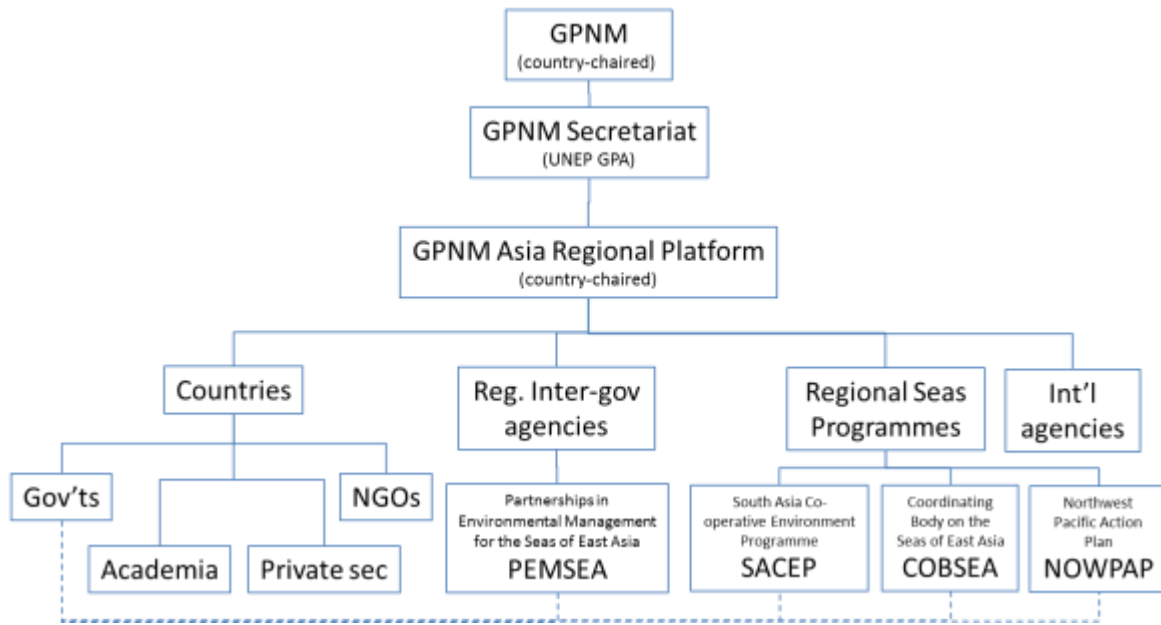 GPNM
(country-chaired)
GPNM Secretariat
(UNEP GPA)
GPNM Asia Regional Platform
(country-chaired)
Countries
Reg. Inter-gov
agencies
Regional Seas
Programmes
Int'l
agencies
Gov'ts
Academia
Private sec
NGOs
Partnerships in
Environmental Management
for the Seas of East Asia
PEMSEA
South Asia Co-
operative Environment
Programme
SACEP
Coordinating
Body on the
Seas of East Asia
COBSEA
Northwest
Pacific Action
Plan
NOWPAP